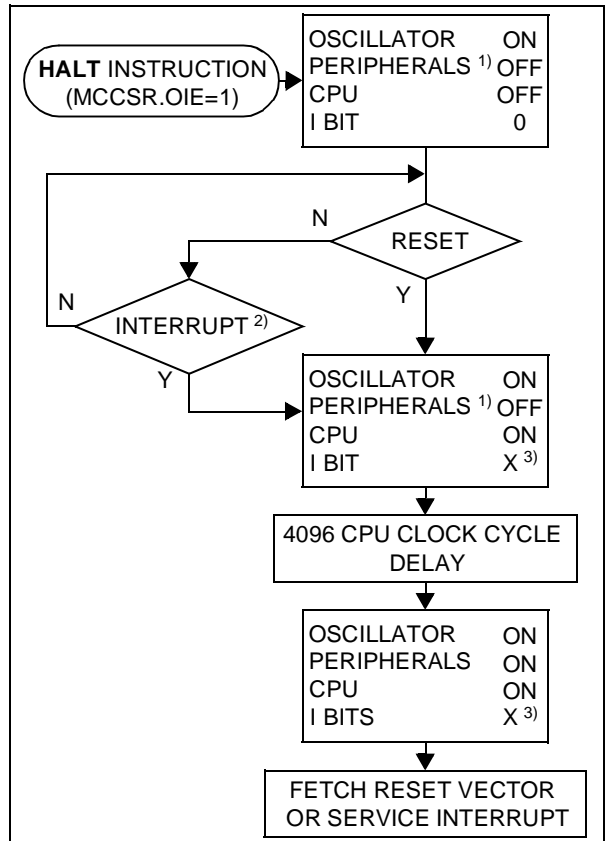 HALT INSTRUCTION
(MCCSR.OIE=1)
OSCILLATOR ON
PERIPHERALS 1) OFF
CPU OFF
I BIT 0
N
RESET
Y
N
INTERRUPT 2)
Y
OSCILLATOR ON
PERIPHERALS 1) OFF
CPU ON
I BIT X 3)
4096 CPU CLOCK CYCLE
DELAY
OSCILLATOR ON
PERIPHERALS ON
CPU ON
I BITS X 3)
FETCH RESET VECTOR
OR SERVICE INTERRUPT